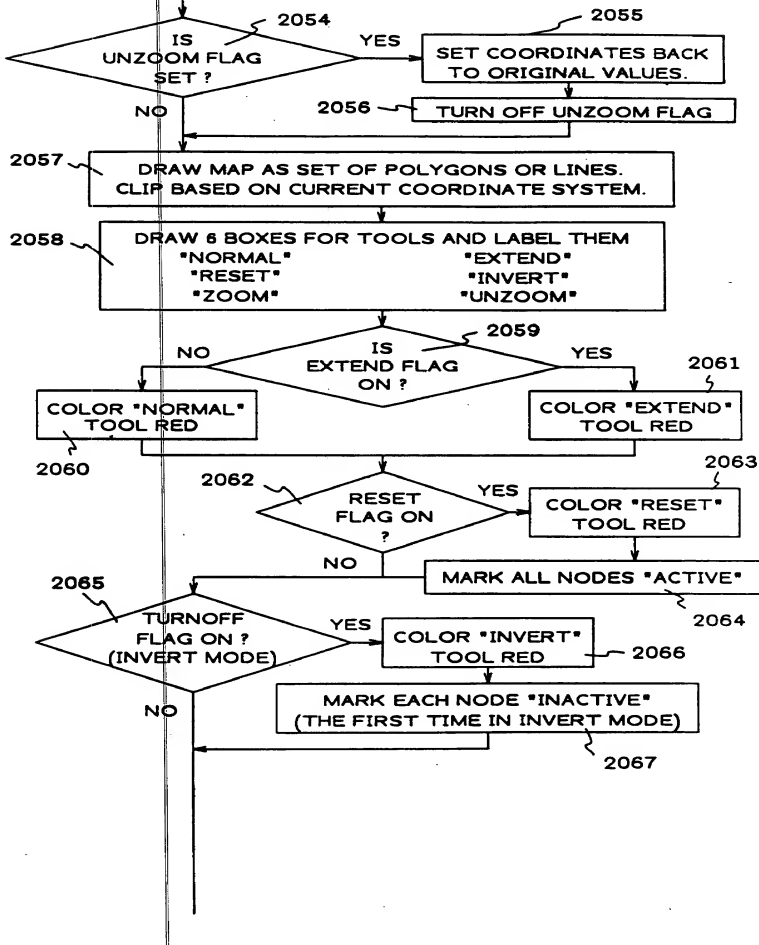 2054
2055
IS
UNZOOM FLAG
SET ?
YES
SET COORDINATES BACK
TO ORIGINAL VALUES.
NO
2056
TURN OFF UNZOOM FLAG
2057
DRAW MAP AS SET OF POLYGONS OR LINES.
CLIP BASED ON CURRENT COORDINATE SYSTEM.
2058
DRAW 6 BOXES FOR TOOLS AND LABEL THEM
"NORMAL" "EXTEND"
"RESET" "INVERT"
"ZOOM" "UNZOOM"
2059
NO
IS
EXTEND FLAG
ON ?
YES
2061
COLOR "NORMAL"
TOOL RED
COLOR "EXTEND"
TOOL RED
2060
2062
2063
RESET
FLAG ON
?
YES
COLOR "RESET"
TOOL RED
NO
MARK ALL NODES "ACTIVE"
2064
2065
TURNOFF
FLAG ON ?
(INVERT MODE)
YES
COLOR "INVERT"
TOOL RED
2066
NO
MARK EACH NODE "INACTIVE"
(THE FIRST TIME IN INVERT MODE)
2067